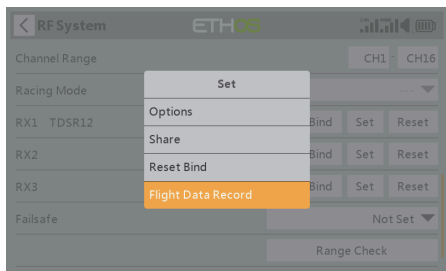 RF System ETHOS
Channel Range CH1 - CH16
Set
Racing Mode ---
Options
RX1 TDSR12 Bind Set Reset
Share
RX2 Bind Set Reset
Reset Bind
RX3 Bind Set Reset
Flight Data Record
Failsafe Not Set
Range Check